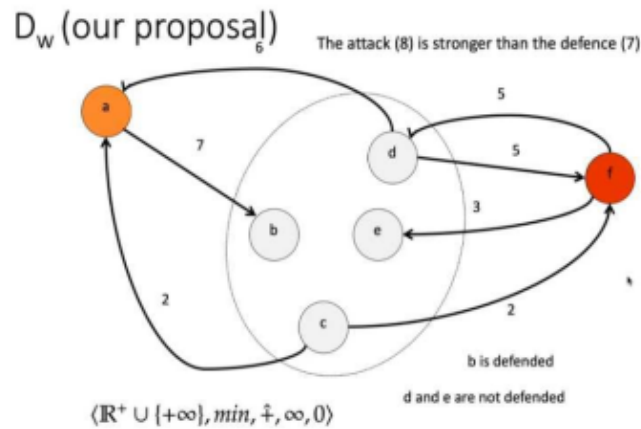 D_w (our proposal)
The attack (8) is stronger than the defence (7)
6
5
a
7
d
5
f
3
b
e
2
c
2
b is defended
d and e are not defended
⟨ℝ⁺ ∪ {+∞}, min, +̂, ∞, 0⟩